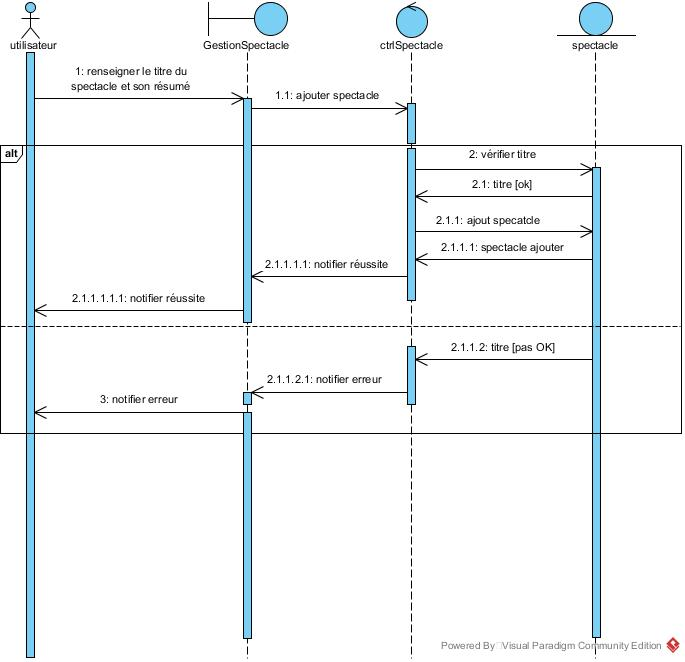 utilisateur
GestionSpectacle
ctrlSpectacle
spectacle
1: renseigner le titre du
spectacle et son résumé
1.1: ajouter spectacle
alt
2: vérifier titre
2.1: titre [ok]
2.1.1: ajout specatcle
2.1.1.1: spectacle ajouter
2.1.1.1.1: notifier réussite
2.1.1.1.1.1: notifier réussite
2.1.1.2: titre [pas OK]
2.1.1.2.1: notifier erreur
3: notifier erreur
Powered By Visual Paradigm Community Edition